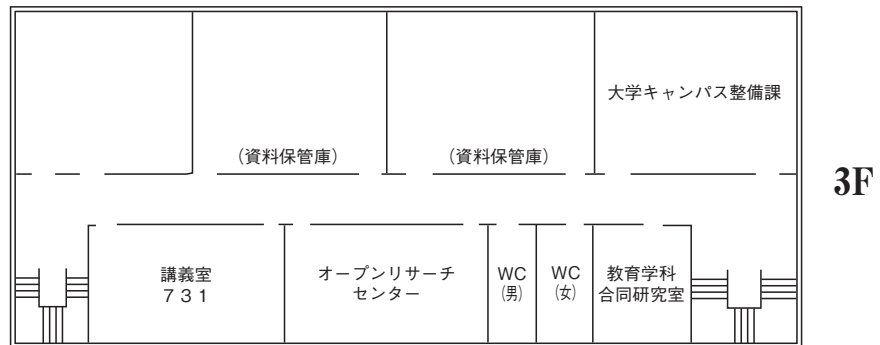 大学キャンパス整備課
(資料保管庫)
(資料保管庫)
3F
講義室
７３１
オープンリサーチ
センター
WC
(男)
WC
(女)
教育学科
合同研究室